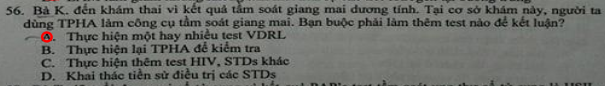 56. Bà K. đến khám thai vì kết quả tầm soát giang mai dương tính. Tại cơ sở khám này, người ta
dùng TPHA làm công cụ tầm soát giang mai. Bạn buộc phải làm thêm test nào để kết luận?
A. Thực hiện một hay nhiều test VDRL
B. Thực hiện lại TPHA để kiểm tra
C. Thực hiện thêm test HIV, STDs khác
D. Khai thác tiền sử điều trị các STDs